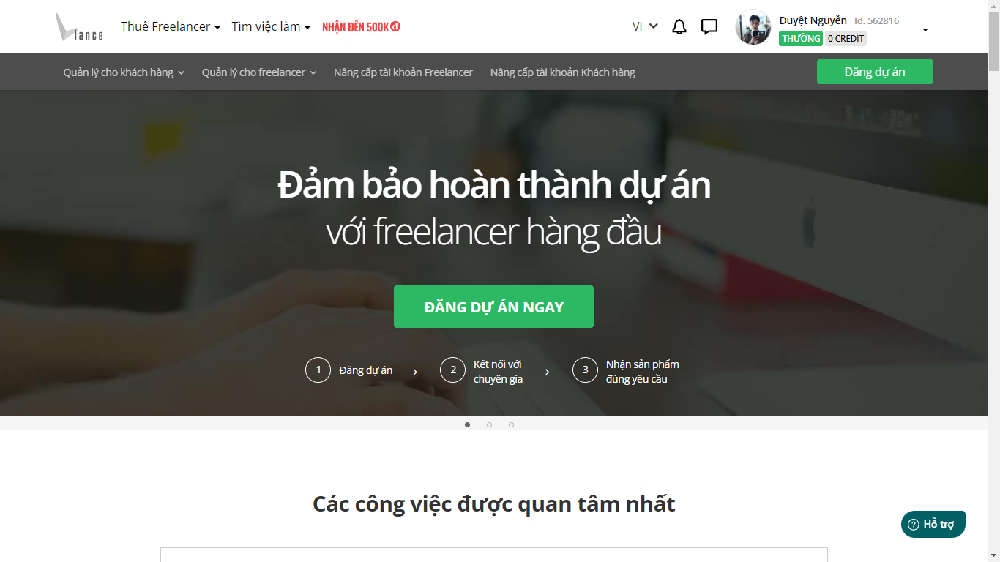 lance
Thuê Freelancer
Tìm việc làm
NHẬN ĐẾN 500K đ
VI
Duyệt Nguyễn Id. 562816
THƯỜNG 0 CREDIT
Quản lý cho khách hàng
Quản lý cho freelancer
Nâng cấp tài khoản Freelancer
Nâng cấp tài khoản Khách hàng
Đăng dự án
Đảm bảo hoàn thành dự án
với freelancer hàng đầu
ĐĂNG DỰ ÁN NGAY
1 Đăng dự án
2 Kết nối với
chuyên gia
3 Nhận sản phẩm
đúng yêu cầu
Các công việc được quan tâm nhất
? Hỗ trợ